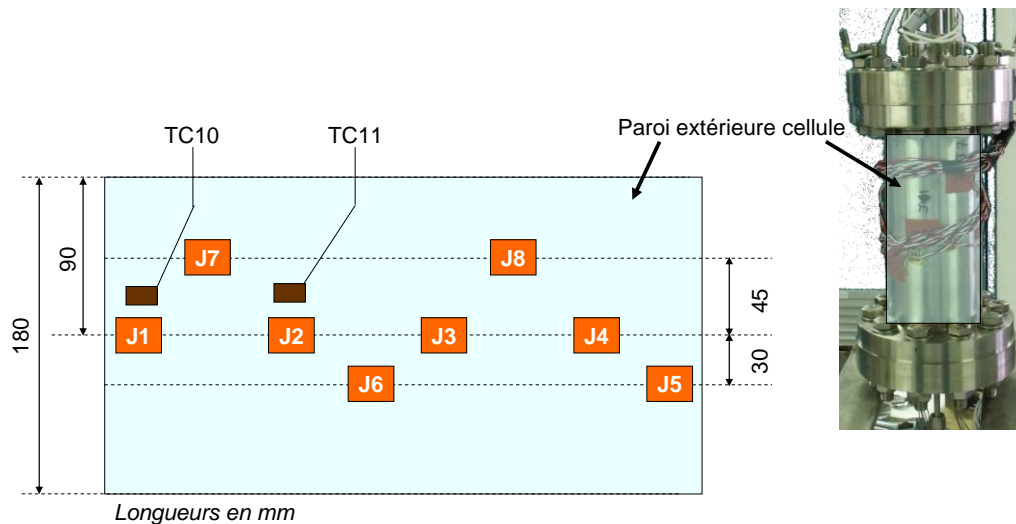 TC10
TC11
Paroi extérieure cellule
J7
J8
90
45
180
J1
J2
J3
J4
30
J6
J5
Longueurs en mm